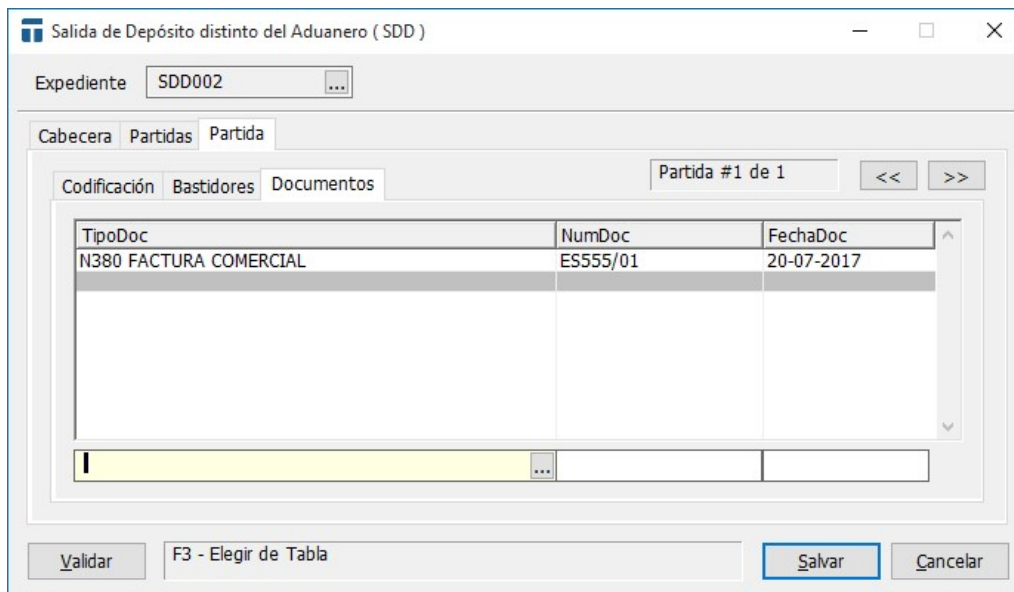 Salida de Depósito distinto del Aduanero ( SDD )
Expediente SDD002 ...
Cabecera Partidas Partida
Codificación Bastidores Documentos Partida #1 de 1 << >>
TipoDoc NumDoc FechaDoc
N380 FACTURA COMERCIAL ES555/01 20-07-2017
...
Validar F3 - Elegir de Tabla Salvar Cancelar